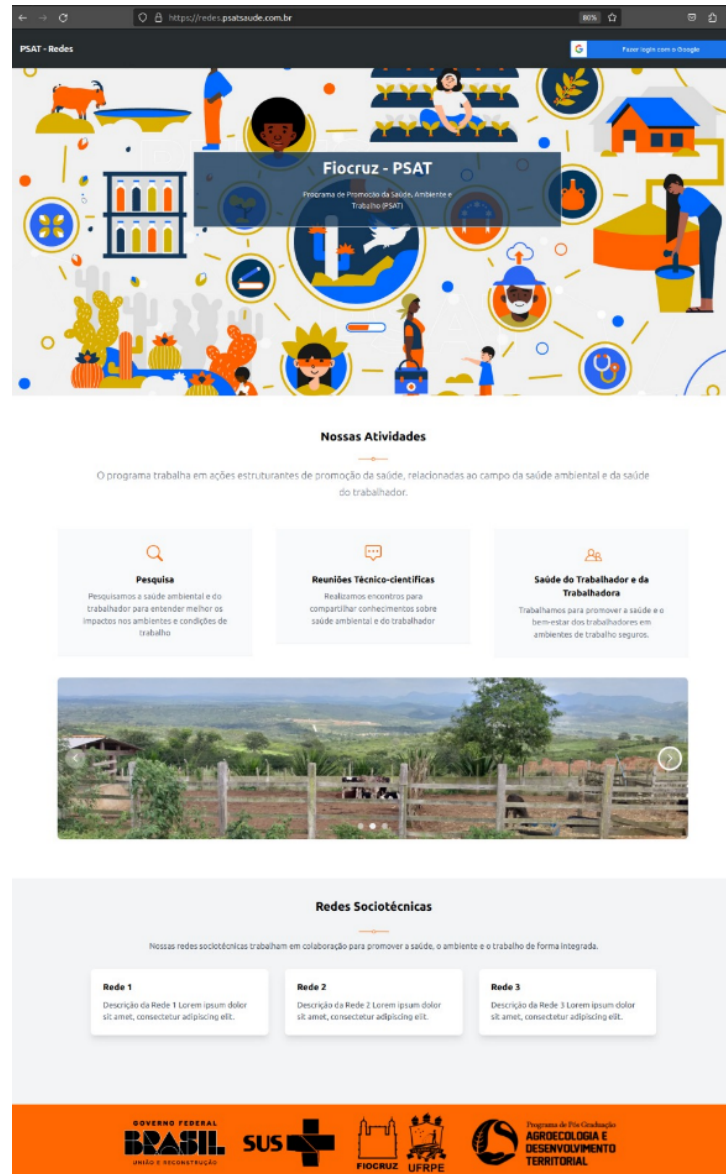 https://redes.psatsaude.com.br
80%
PSAT - Redes
Fazer login com o Google
Fiocruz - PSAT
Programa de Promoção da Saúde, Ambiente e
Trabalho (PSAT)
Nossas Atividades
O programa trabalha em ações estruturantes de promoção da saúde, relacionadas ao campo da saúde ambiental e da saúde
do trabalhador.
Pesquisa
Pesquisamos a saúde ambiental e do
trabalhador para entender melhor os
impactos nos ambientes e condições de
trabalho
Reuniões Tècnico-científicas
Realizamos encontros para
compartilhar conhecimentos sobre
saúde ambiental e do trabalhador
Saúde do Trabalhador e da
Trabalhadora
Trabalhamos para promover a saúde e o
bem-estar dos trabalhadores em
ambientes de trabalho seguros.
Redes Sociotécnicas
Nossas redes sociotécnicas trabalham em colaboração para promover a saúde, o ambiente e o trabalho de forma integrada.
Rede 1
Descrição da Rede 1 Lorem ipsum dolor
sit amet, consectetur adipiscing elit.
Rede 2
Descrição da Rede 2 Lorem ipsum dolor
sit amet, consectetur adipiscing elit.
Rede 3
Descrição da Rede 3 Lorem ipsum dolor
sit amet, consectetur adipiscing elit.
GOVERNO FEDERAL
BRASIL
UNIÃO E RECONSTRUÇÃO
SUS
FIOCRUZ
UFRPE
Programa de Pós Graduação
AGROECOLOGIA E
DESENVOLVIMENTO
TERRITORIAL